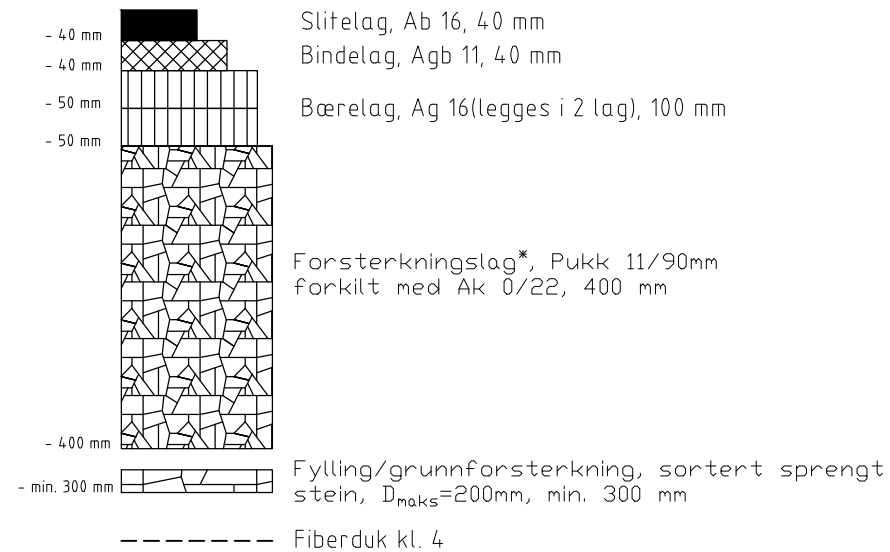 Slitelag, Ab 16, 40 mm
- 40 mm
Bindelag, Agb 11, 40 mm
- 40 mm
- 50 mm
Bærelag, Ag 16(legges i 2 lag), 100 mm
- 50 mm
Forsterkningslag*, Pukk 11/90mm
forkilt med Ak 0/22, 400 mm
- 400 mm
Fylling/grunnforsterkning, sortert sprengt
- min. 300 mm
stein, Dmaks=200mm, min. 300 mm
Fiberduk kl. 4